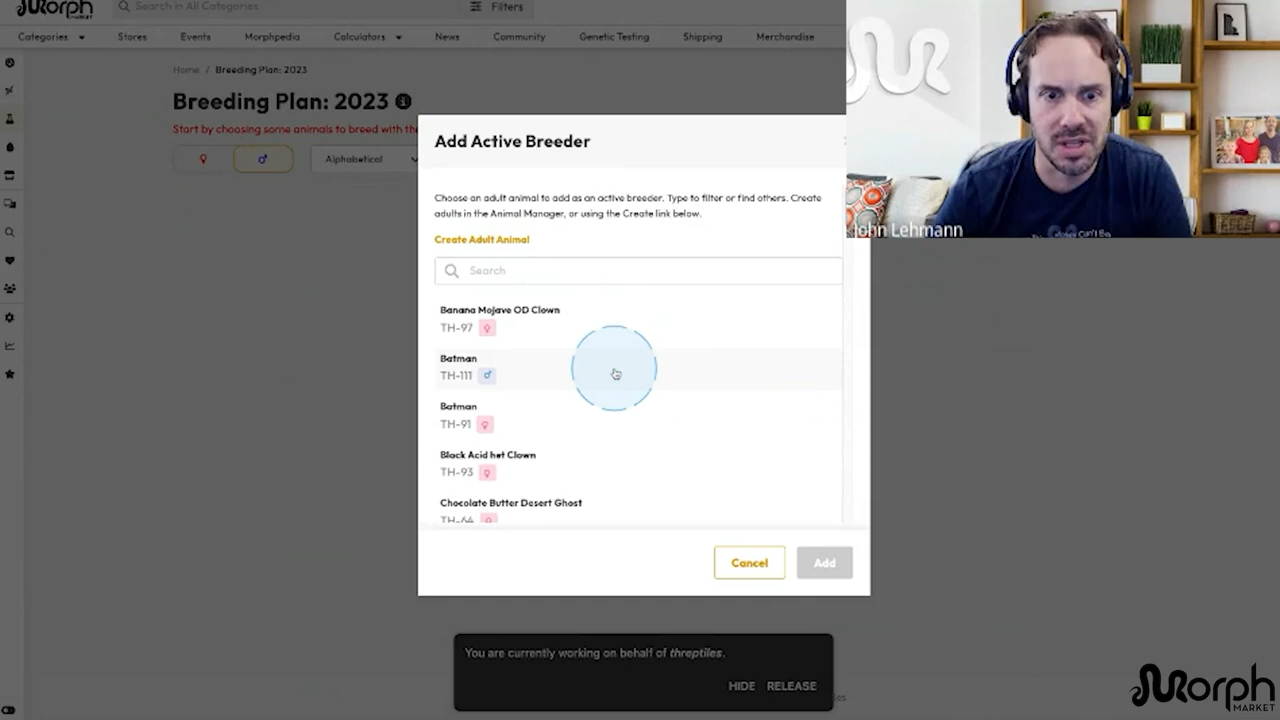 Morph
MARKET
Search in All Categories
Filters
Categories
Stores
Events
Morphpedia
Calculators
News
Community
Genetic Testing
Shipping
Merchandise
Home / Breeding Plan: 2023
Breeding Plan: 2023
Start by choosing some animals to breed with the
Alphabetical
Add Active Breeder
Choose an adult animal to add as an active breeder. Type to filter or find others. Create
adults in the Animal Manager, or using the Create link below.
Create Adult Animal
Search
Banana Mojave OD Clown
TH-97
Batman
TH-111
Batman
TH-91
Black Acid het Clown
TH-93
Chocolate Butter Desert Ghost
TH-64
Cancel
Add
You are currently working on behalf of threptiles.
HIDE
RELEASE
John Lehmann
Morph
MARKET